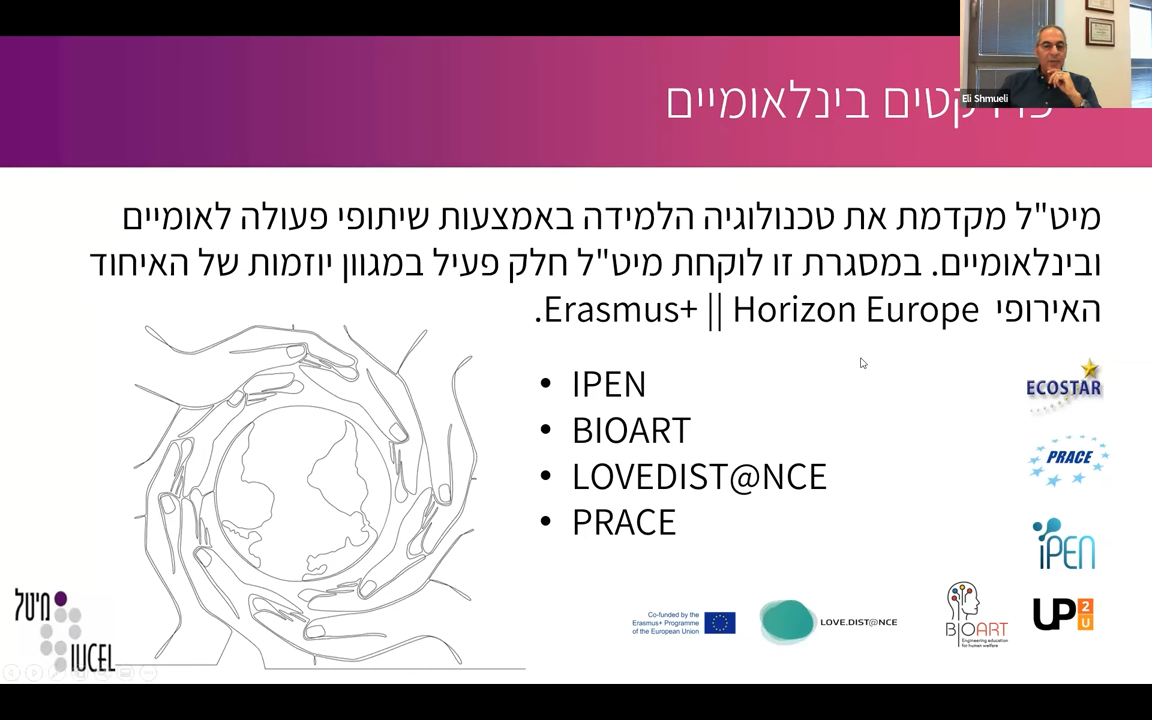 בינלאומיים
Eli Shmueli
מיט"ל מקדמת את טכנולוגיה הלמידה באמצעות שיתופי פעולה לאומיים
ובינלאומיים. במסגרת זו לוקחת מיט"ל חלק פעיל במגוון יוזמות של האיחוד
האירופי Erasmus+ || Horizon Europe.
• IPEN
• BIOART
• LOVEDIST@NCE
• PRACE
ECOSTAR
PRACE
iPEN
UP2U
BIOART
Engineering education
for human welfare
LOVE.DIST@NCE
Co-funded by the
Erasmus+ Programme
of the European Union
מיטל
IUCEL